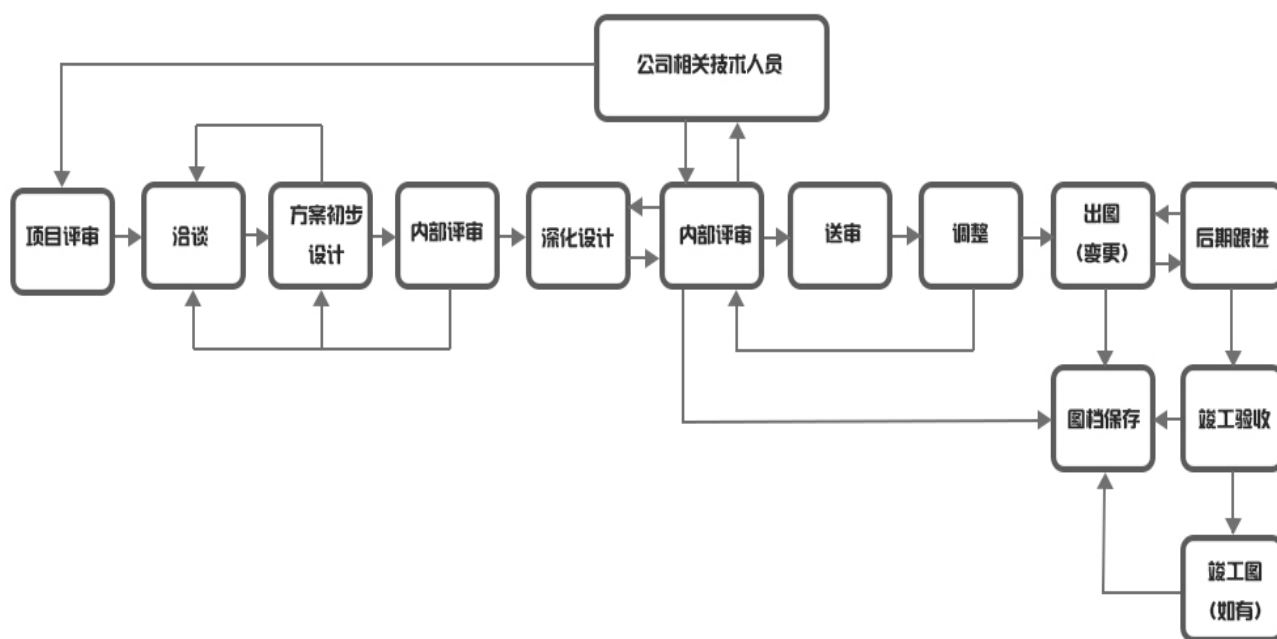 公司相关技术人员
项目评审
洽谈
方案初步
设计
内部评审
深化设计
内部评审
送审
调整
出图
(变更)
后期跟进
图档保存
竣工验收
竣工图
(如有)